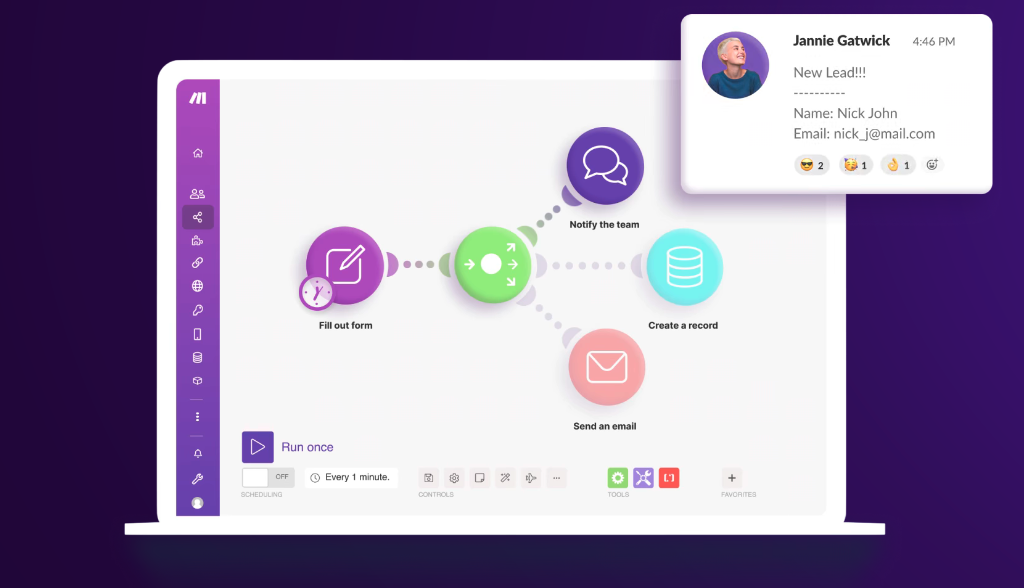 Jannie Gatwick 4:46 PM
New Lead!!!
----------
Name: Nick John
Email: nick_j@mail.com
2 1 1
Notify the team
Fill out form
Create a record
Send an email
Run once
OFF
Every 1 minute.
SCHEDULING
CONTROLS
TOOLS
FAVORITES